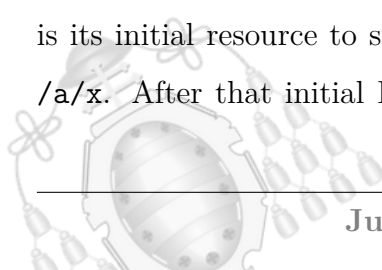 is its initial resource to s
/a/x. After that initial
Ju